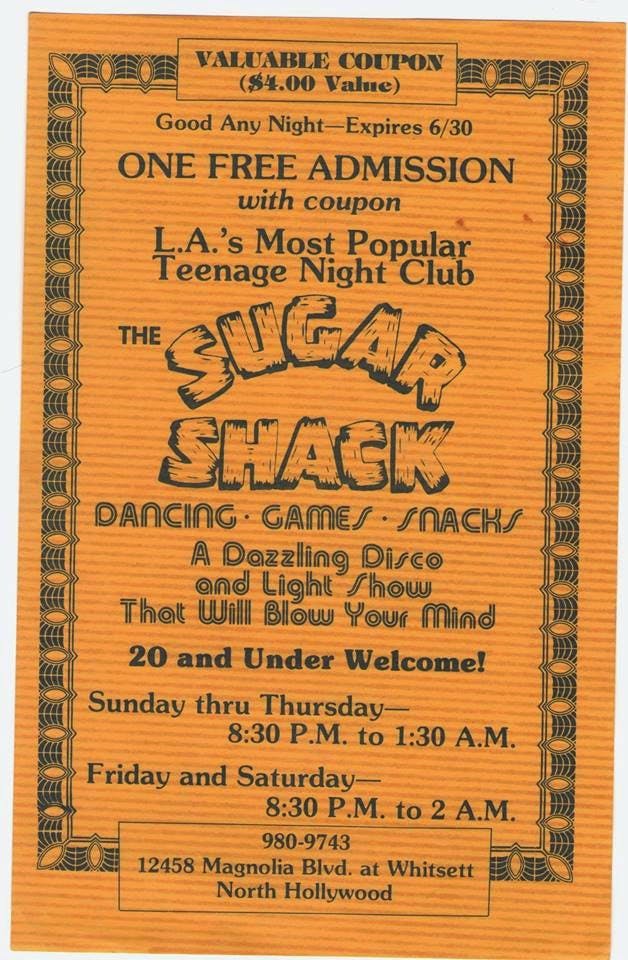 VALUABLE COUPON
($4.00 Value)
Good Any Night—Expires 6/30
ONE FREE ADMISSION
with coupon
L.A.'s Most Popular
Teenage Night Club
THE SUGAR
SHACK
DANCING · GAMES · SNACKS
A Dazzling Disco
and Light Show
That Will Blow Your Mind
20 and Under Welcome!
Sunday thru Thursday—
8:30 P.M. to 1:30 A.M.
Friday and Saturday—
8:30 P.M. to 2 A.M.
980-9743
12458 Magnolia Blvd. at Whitsett
North Hollywood